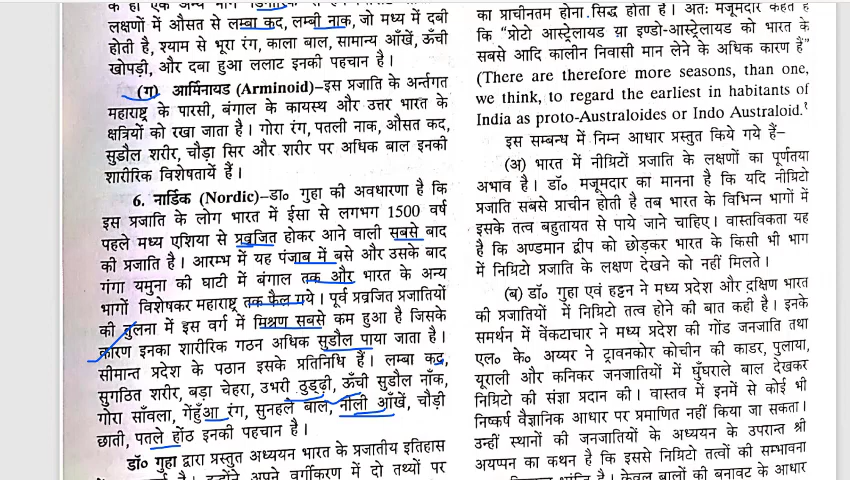 लक्षणों में औसत से लम्बा कद, लम्बी नाक, जो मध्य में दबी
होती है, श्याम से भूरा रंग, काला बाल, सामान्य आँखें, ऊँची
खोपड़ी, और दबा हुआ ललाट इनकी पहचान है।
(ग) आर्मिनायड (Arminoid)–इस प्रजाति के अर्न्तगत
महाराष्ट्र के पारसी, बंगाल के कायस्थ और उत्तर भारत के
क्षत्रियों को रखा जाता है। गोरा रंग, पतली नाक, औसत कद,
सुडौल शरीर, चौड़ा सिर और शरीर पर अधिक बाल इनकी
शारीरिक विशेषतायें हैं।
6. नार्डिक (Nordic)–डा० गुहा की अवधारणा है कि
इस प्रजाति के लोग भारत में ईसा से लगभग 1500 वर्ष
पहले मध्य एशिया से प्रव्रजित होकर आने वाली सबसे बाद
की प्रजाति है। आरम्भ में यह पंजाब में बसे और उसके बाद
गंगा यमुना की घाटी में बंगाल तक और भारत के अन्य
भागों विशेषकर महाराष्ट्र तक फैल गये। पूर्व प्रव्रजित प्रजातियों
की तुलना में इस वर्ग में मिश्रण सबसे कम हुआ है जिसके
कारण इनका शारीरिक गठन अधिक सुडौल पाया जाता है।
सीमान्त प्रदेश के पठान इसके प्रतिनिधि हैं। लम्बा कद,
सुगठित शरीर, बड़ा चेहरा, उभरी ठुड्ढी, ऊँची सुडौल नाँक,
गोरा साँवला, गेहुँआ रंग, सुनहले बाल, नीली आँखें, चौड़ी
छाती, पतले होंठ इनकी पहचान है।
डॉ० गुहा द्वारा प्रस्तुत अध्ययन भारत के प्रजातीय इतिहास
अपने वर्गीकरण में दो तथ्यों पर
का प्राचीनतम होना सिद्ध होता है। अतः मजूमदार कहते हैं
कि “प्रोटो आस्ट्रेलायड या इण्डो-आस्ट्रेलायड को भारत के
सबसे आदि कालीन निवासी मान लेने के अधिक कारण हैं”
(There are therefore more seasons, than one,
we think, to regard the earliest in habitants of
India as proto-Australoides or Indo Australoid.¹
इस सम्बन्ध में निम्न आधार प्रस्तुत किये गये हैं–
(अ) भारत में नीग्रिटों प्रजाति के लक्षणों का पूर्णतया
अभाव है। डॉ० मजूमदार का मानना है कि यदि नीग्रिटो
प्रजाति सबसे प्राचीन होती है तब भारत के विभिन्न भागों में
इसके तत्व बहुतायत से पाये जाने चाहिए। वास्तविकता यह
है कि अण्डमान द्वीप को छोड़कर भारत के किसी भी भाग
में निग्रिटो प्रजाति के लक्षण देखने को नहीं मिलते।
(ब) डॉ० गुहा एवं हट्टन ने मध्य प्रदेश और दक्षिण भारत
की प्रजातियों में निग्रिटो तत्व होने की बात कही है। इनके
समर्थन में वेंकटाचार ने मध्य प्रदेश की गोंड जनजाति तथा
एल० के० अय्यर ने ट्रावनकोर कोचीन की काडर, पुलाया,
यूराली और कनिकर जनजातियों में घुँघराले बाल देखकर
निग्रिटो की संज्ञा प्रदान की। वास्तव में इनमें से कोई भी
निष्कर्ष वैज्ञानिक आधार पर प्रमाणित नहीं किया जा सकता।
उन्हीं स्थानों की जनजातियों के अध्ययन के उपरान्त श्री
अयप्पन का कथन है कि इससे निग्रिटो तत्वों की सम्भावना
केवल बालों की बनावट के आधार